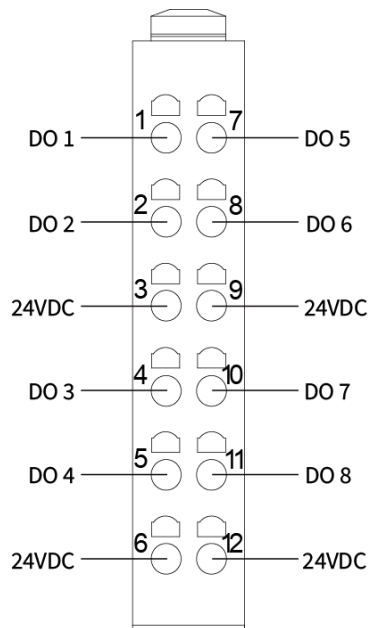 DO 1 1 7 DO 5
DO 2 2 8 DO 6
24VDC 3 9 24VDC
DO 3 4 10 DO 7
DO 4 5 11 DO 8
24VDC 6 12 24VDC